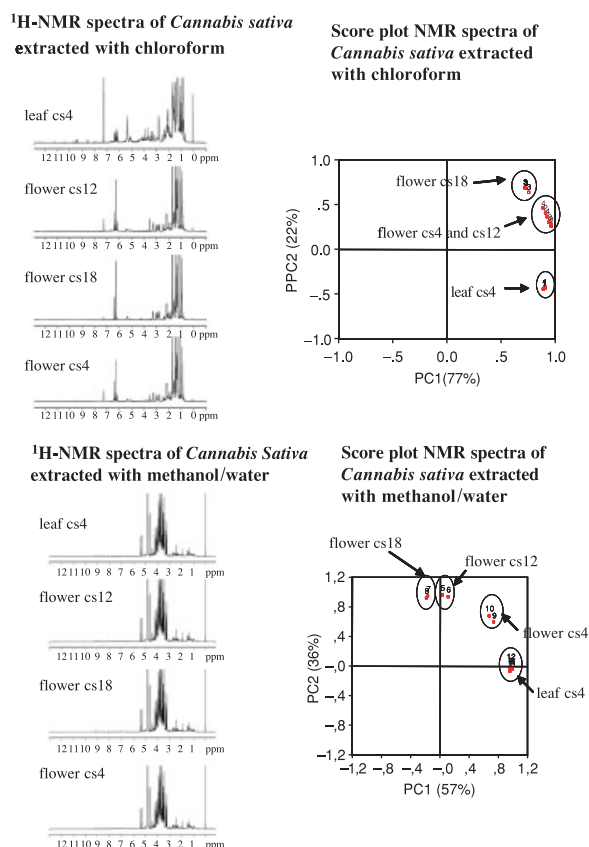 ¹H-NMR spectra of Cannabis sativa
extracted with chloroform
leaf cs4
12 11 10 9 8 7 6 5 4 3 2 1 0 ppm
flower cs12
12 11 10 9 8 7 6 5 4 3 2 1 0 ppm
flower cs18
12 11 10 9 8 7 6 5 4 3 2 1 0 ppm
flower cs4
12 11 10 9 8 7 6 5 4 3 2 1 0 ppm
Score plot NMR spectra of
Cannabis sativa extracted
with chloroform
1.0
flower cs18
.5
flower cs4 and cs12
0.0
leaf cs4
1
–.5
–1.0
PPC2 (22%)
–1.0 –.5 0.0 .5 1.0
PC1(77%)
¹H-NMR spectra of Cannabis Sativa
extracted with methanol/water
leaf cs4
12 11 10 9 8 7 6 5 4 3 2 1 ppm
flower cs12
12 11 10 9 8 7 6 5 4 3 2 1 ppm
flower cs18
12 11 10 9 8 7 6 5 4 3 2 1 ppm
flower cs4
12 11 10 9 8 7 6 5 4 3 2 1 ppm
Score plot NMR spectra of
Cannabis sativa extracted
with methanol/water
flower cs18
flower cs12
1,2
7
8
5 6
,8
10
9
flower cs4
,4
12
–,0
leaf cs4
–,4
–,8
–1,2
PC2 (36%)
–1,2 –,8 –,4 –,0 ,4 ,8 1,2
PC1 (57%)